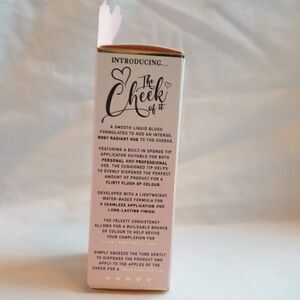 INTRODUCING...
The
Cheek
of it
A SMOOTH LIQUID BLUSH
FORMULATED TO ADD AN INTENSE,
ROSY RADIANT HUE TO THE CHEEKS.
FEATURING A BUILT-IN SPONGE TIP
APPLICATOR SUITABLE FOR BOTH
PERSONAL AND PROFESSIONAL
USE. THE CUSHIONED TIP HELPS
TO EVENLY DISPENSE THE PERFECT
AMOUNT OF PRODUCT FOR A
FLIRTY FLUSH OF COLOUR.
DEVELOPED WITH A LIGHTWEIGHT
WATER-BASED FORMULA FOR
A SEAMLESS APPLICATION AND
LONG-LASTING FINISH.
THE VELVETY CONSISTENCY
ALLOWS FOR A BUILDABLE BOUNCE
OF COLOUR TO HELP REVIVE
YOUR COMPLEXION FOR
SIMPLY SQUEEZE THE TUBE GENTLY
TO DISPENSE THE PRODUCT AND
APPLY TO THE APPLES OF THE
CHEEK FOR A